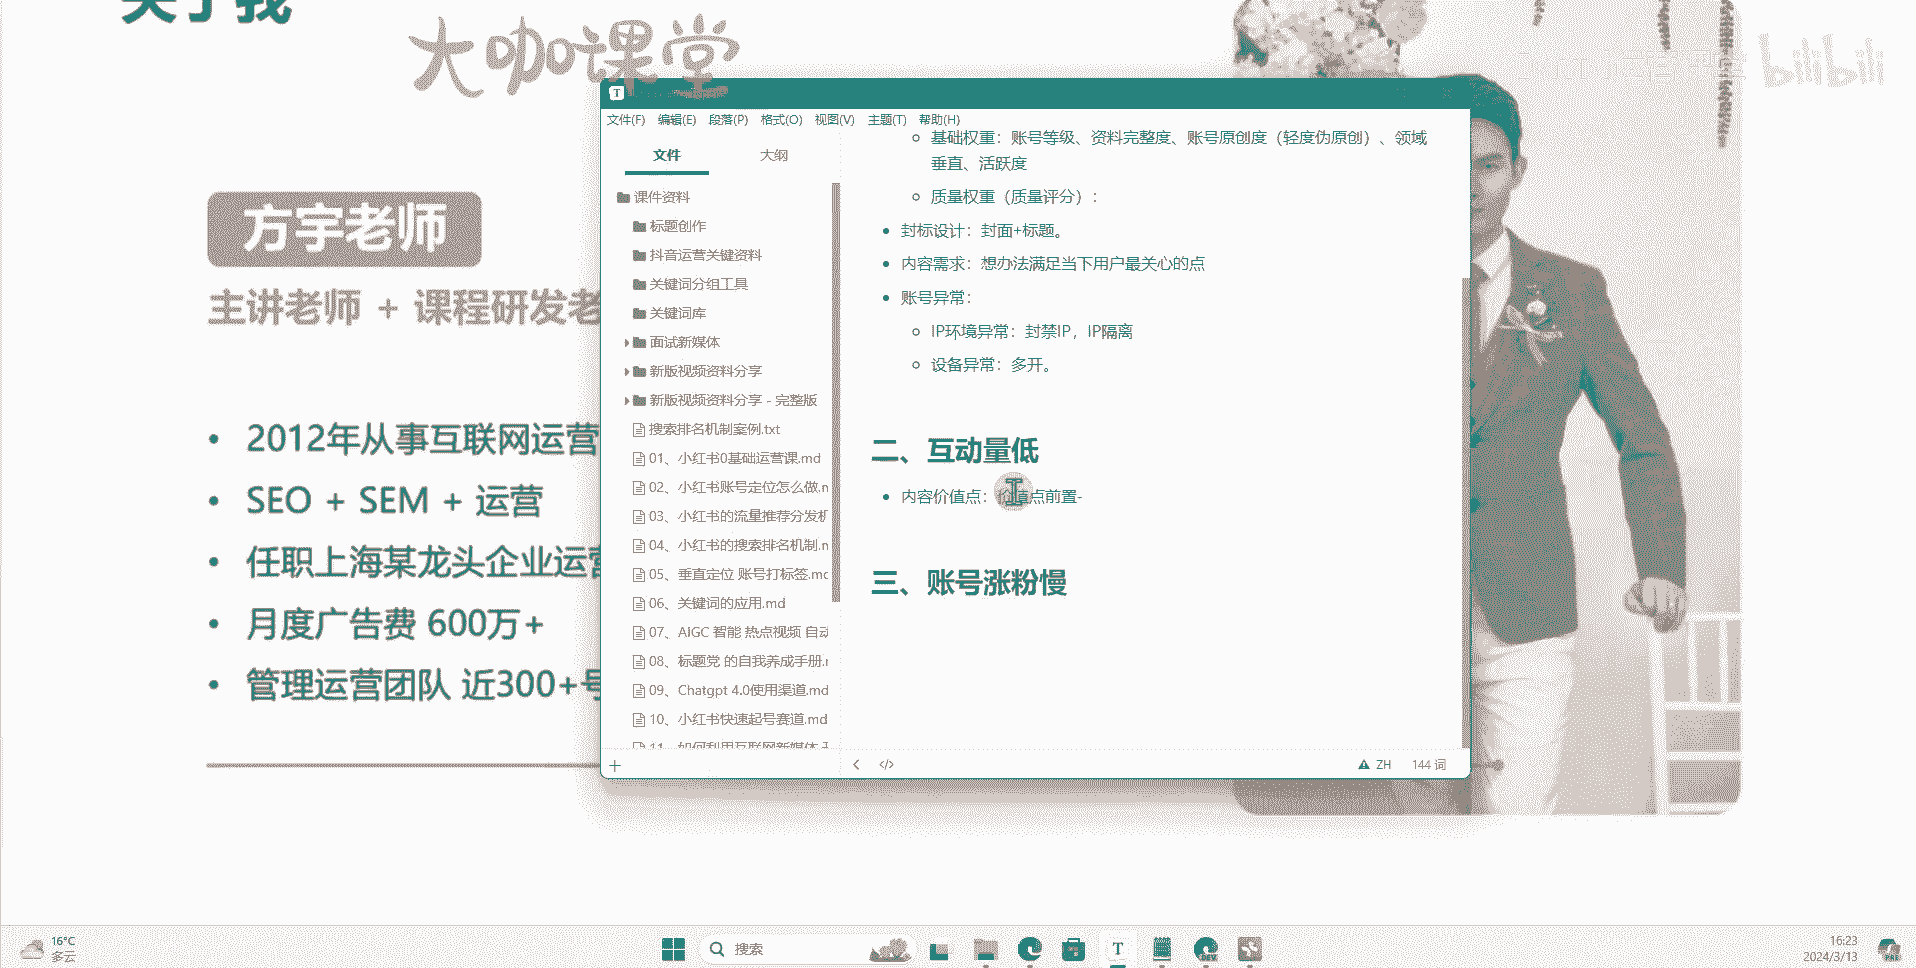 关于我
大咖课堂
bilibili
方宇老师
主讲老师 + 课程研发老
2012年从事互联网运营
SEO + SEM + 运营
任职上海某龙头企业运营
月度广告费 600万+
管理运营团队 近300+号
T
文件(F) 编辑(E) 段落(P) 格式(O) 视图(V) 主题(T) 帮助(H)
文件 大纲
课件资料
标题创作
抖音运营关键资料
关键词分组工具
关键词库
面试新媒体
新版视频资料分享
新版视频资料分享 - 完整版
搜索排名机制案例.txt
01、小红书0基础运营课.md
02、小红书账号定位怎么做.m
03、小红书的流量推荐分发机
04、小红书的搜索排名机制.m
05、垂直定位 账号打标签.mc
06、关键词的应用.md
07、AIGC 智能 热点视频 自动
08、标题党 的自我养成手册.r
09、Chatgpt 4.0使用渠道.md
10、小红书快速起号赛道.md
11、如何利用互联网新媒体
基础权重：账号等级、资料完整度、账号原创度（轻度伪原创）、领域
垂直、活跃度
质量权重（质量评分）：
封标设计：封面+标题。
内容需求：想办法满足当下用户最关心的点
账号异常：
IP环境异常：封禁IP，IP隔离
设备异常：多开。
二、互动量低
内容价值点：价值点前置-
三、账号涨粉慢
ZH 144 词
16°C
多云
搜索
16:23
2024/3/13